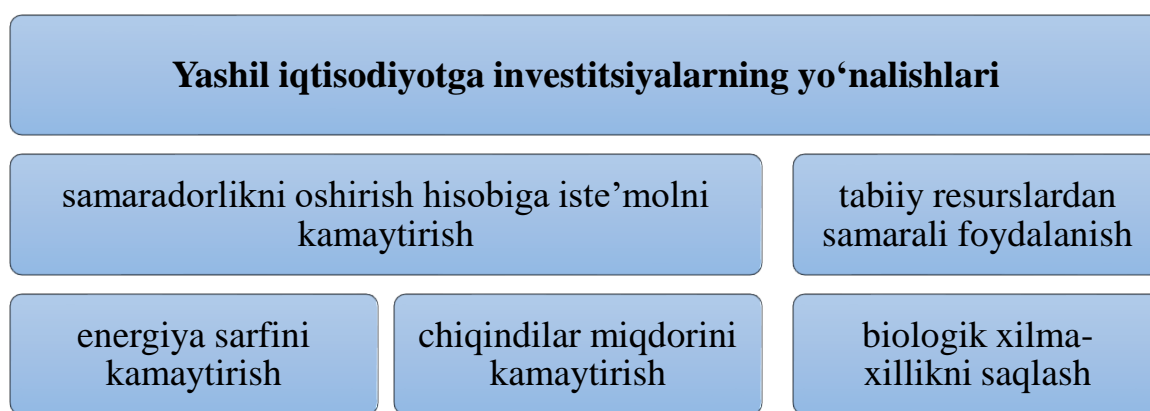 Yashil iqtisodiyotga investitsiyalarning yo‘nalishlari
samaradorlikni oshirish hisobiga iste’molni
kamaytirish
tabiiy resurslardan
samarali foydalanish
energiya sarfini
kamaytirish
chiqindilar miqdorini
kamaytirish
biologik xilma-
xillikni saqlash